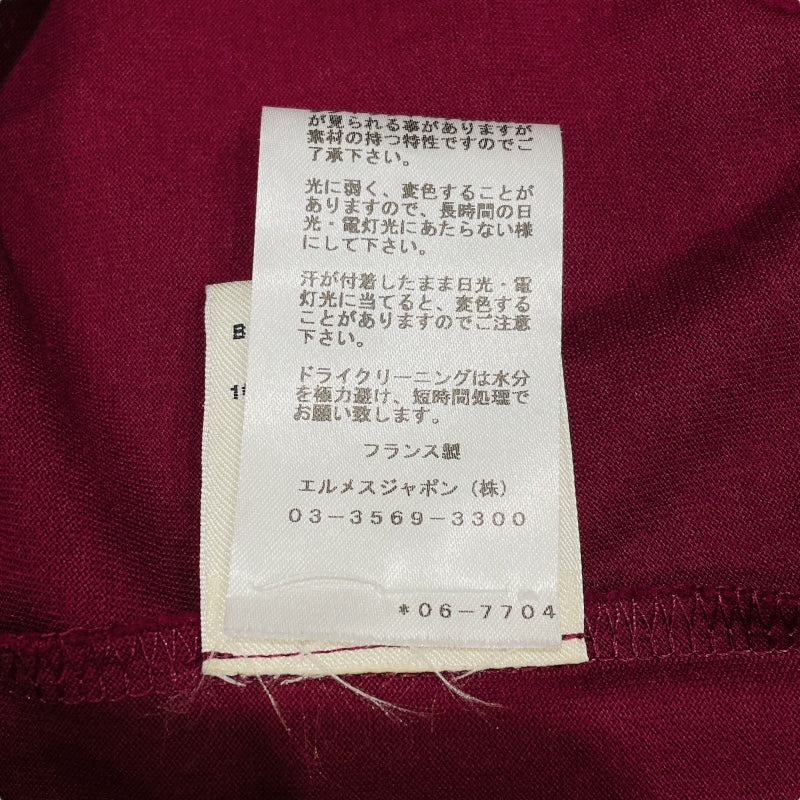 が見られる事がありますが
素材の持つ特性ですのでご
了承下さい。
光に弱く、変色することが
ありますので、長時間の日
光・電灯光にあたらない様
にして下さい。
汗が付着したまま日光・電
灯光に当てると、変色する
ことがありますのでご注意
下さい。
ドライクリーニングは水分
を極力避け、短時間処理で
お願い致します。
フランス製
エルメスジャポン(株)
03-3569-3300
*06-7704